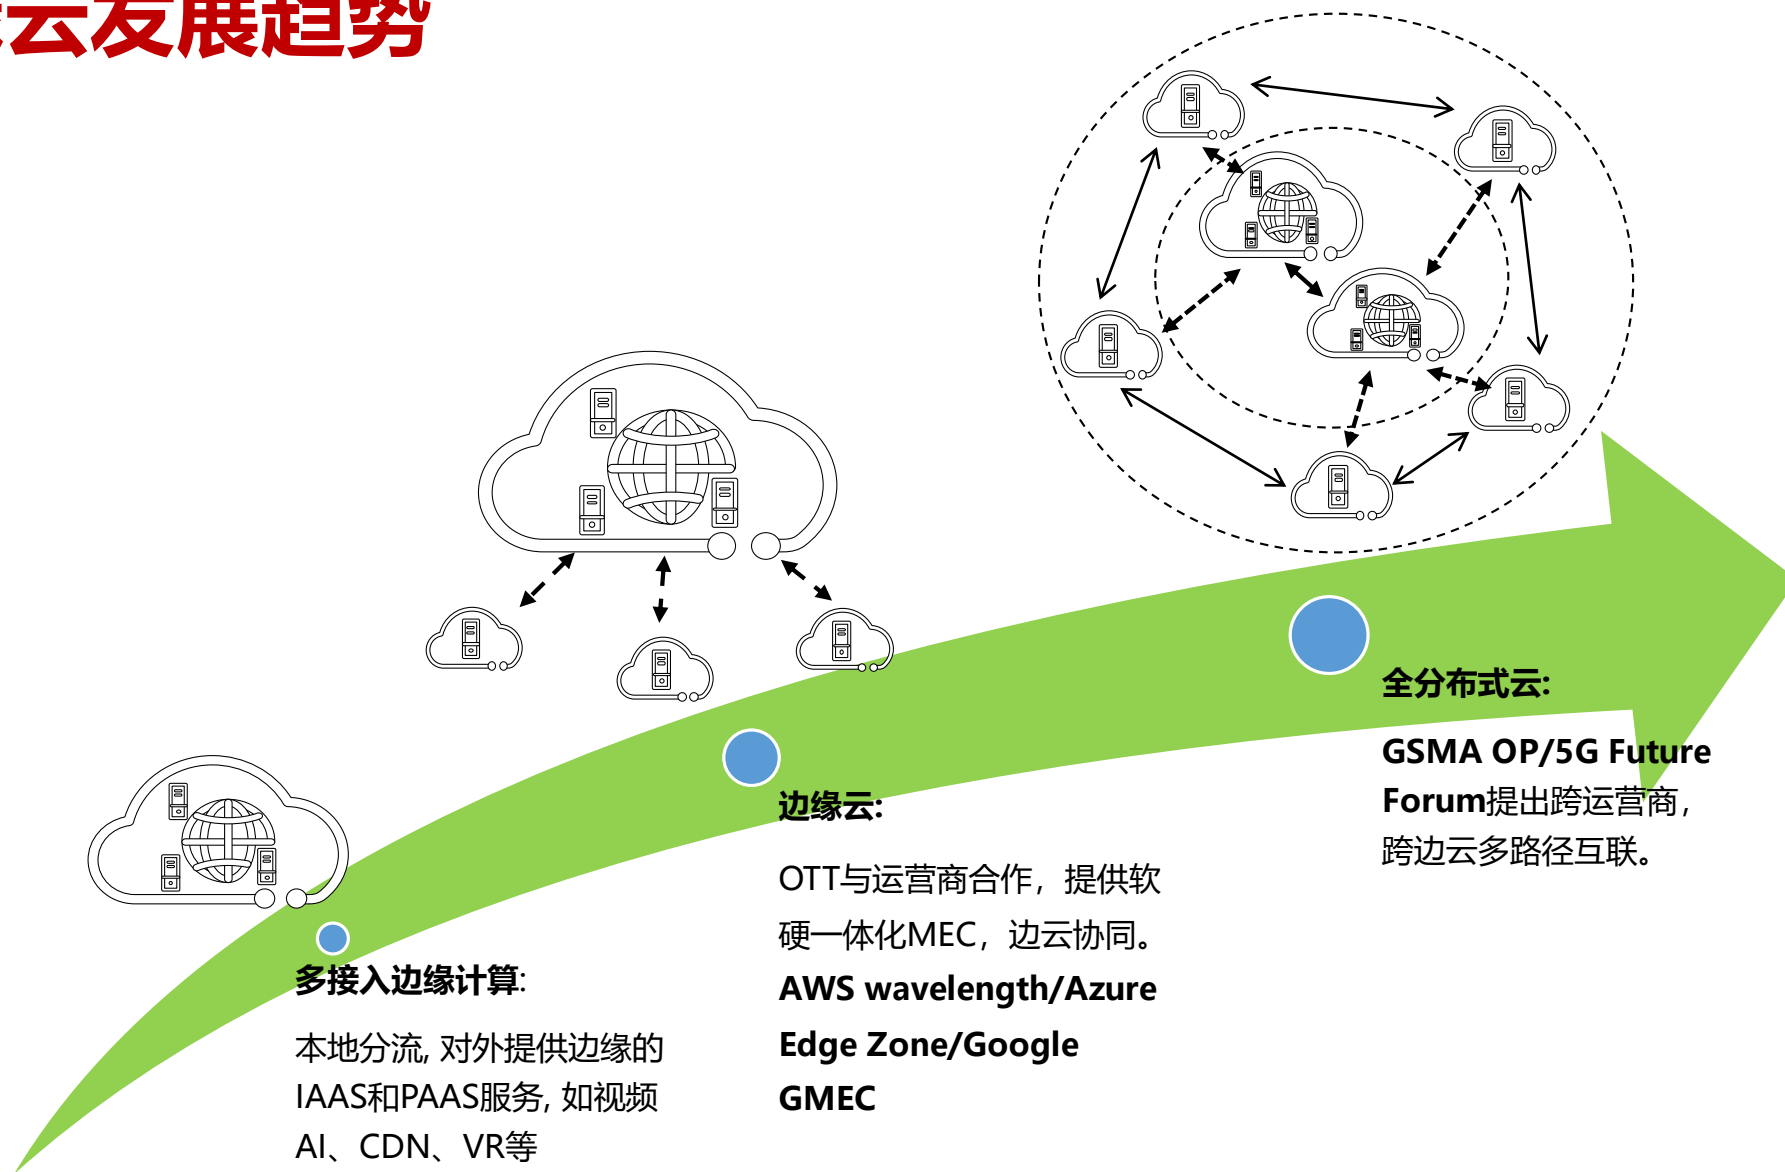 云发展趋势
多接入边缘计算:
本地分流, 对外提供边缘的
IAAS和PAAS服务, 如视频
AI、CDN、VR等
边缘云:
OTT与运营商合作，提供软
硬一体化MEC，边云协同。
AWS wavelength/Azure
Edge Zone/Google
GMEC
全分布式云:
GSMA OP/5G Future
Forum提出跨运营商，
跨边云多路径互联。